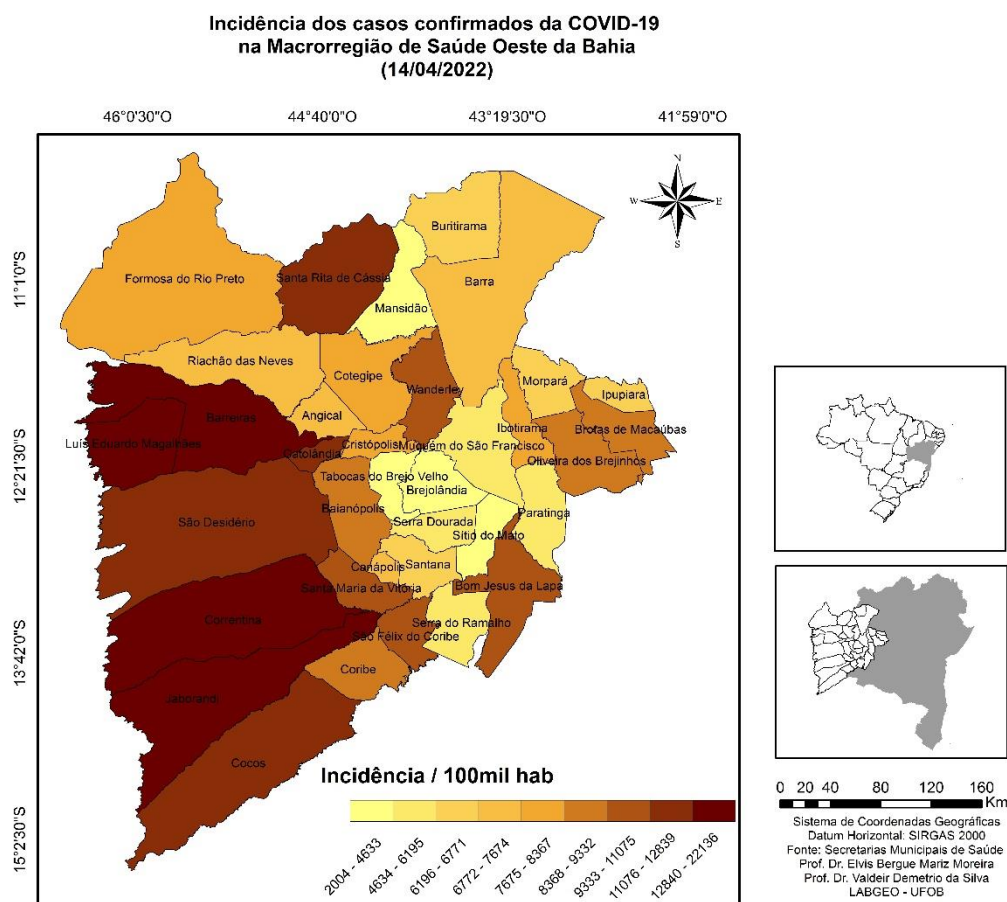 Incidência dos casos confirmados da COVID-19
na Macrorregião de Saúde Oeste da Bahia
(14/04/2022)
46°0'30"O 44°40'0"O 43°19'30"O 41°59'0"O
11°1'0"S
12°21'30"S
13°42'0"S
15°2'30"S
N
W E
S
Buritirama
Formosa do Rio Preto
Santa Rita de Cássia
Barra
Mansidão
Riachão das Neves
Cotegipe
Wanderley
Morpará
Ipupiara
Barreiras
Angical
Ibotirama
Brotas de Macaúbas
Luís Eduardo Magalhães
Cristópolis
Muquém do São Francisco
Catolândia
Oliveira dos Brejinhos
Tabocas do Brejo Velho
Brejolândia
Baianópolis
Paratinga
São Desidério
Serra Dourada
Sítio do Mato
Canápolis
Santana
Santa Maria da Vitória
Bom Jesus da Lapa
Correntina
Serra do Ramalho
São Félix do Coribe
Coribe
Jaborandi
Cocos
Incidência / 100mil hab
2004 - 4633
4634 - 6195
6196 - 6771
6772 - 7674
7675 - 8367
8368 - 9332
9333 - 11075
11076 - 12839
12840 - 22136
0 20 40 80 120 160
Km
Sistema de Coordenadas Geográficas
Datum Horizontal: SIRGAS 2000
Fonte: Secretarias Municipais de Saúde
Prof. Dr. Elvis Bergue Mariz Moreira
Prof. Dr. Valdeir Demetrio da Silva
LABGEO - UFOB